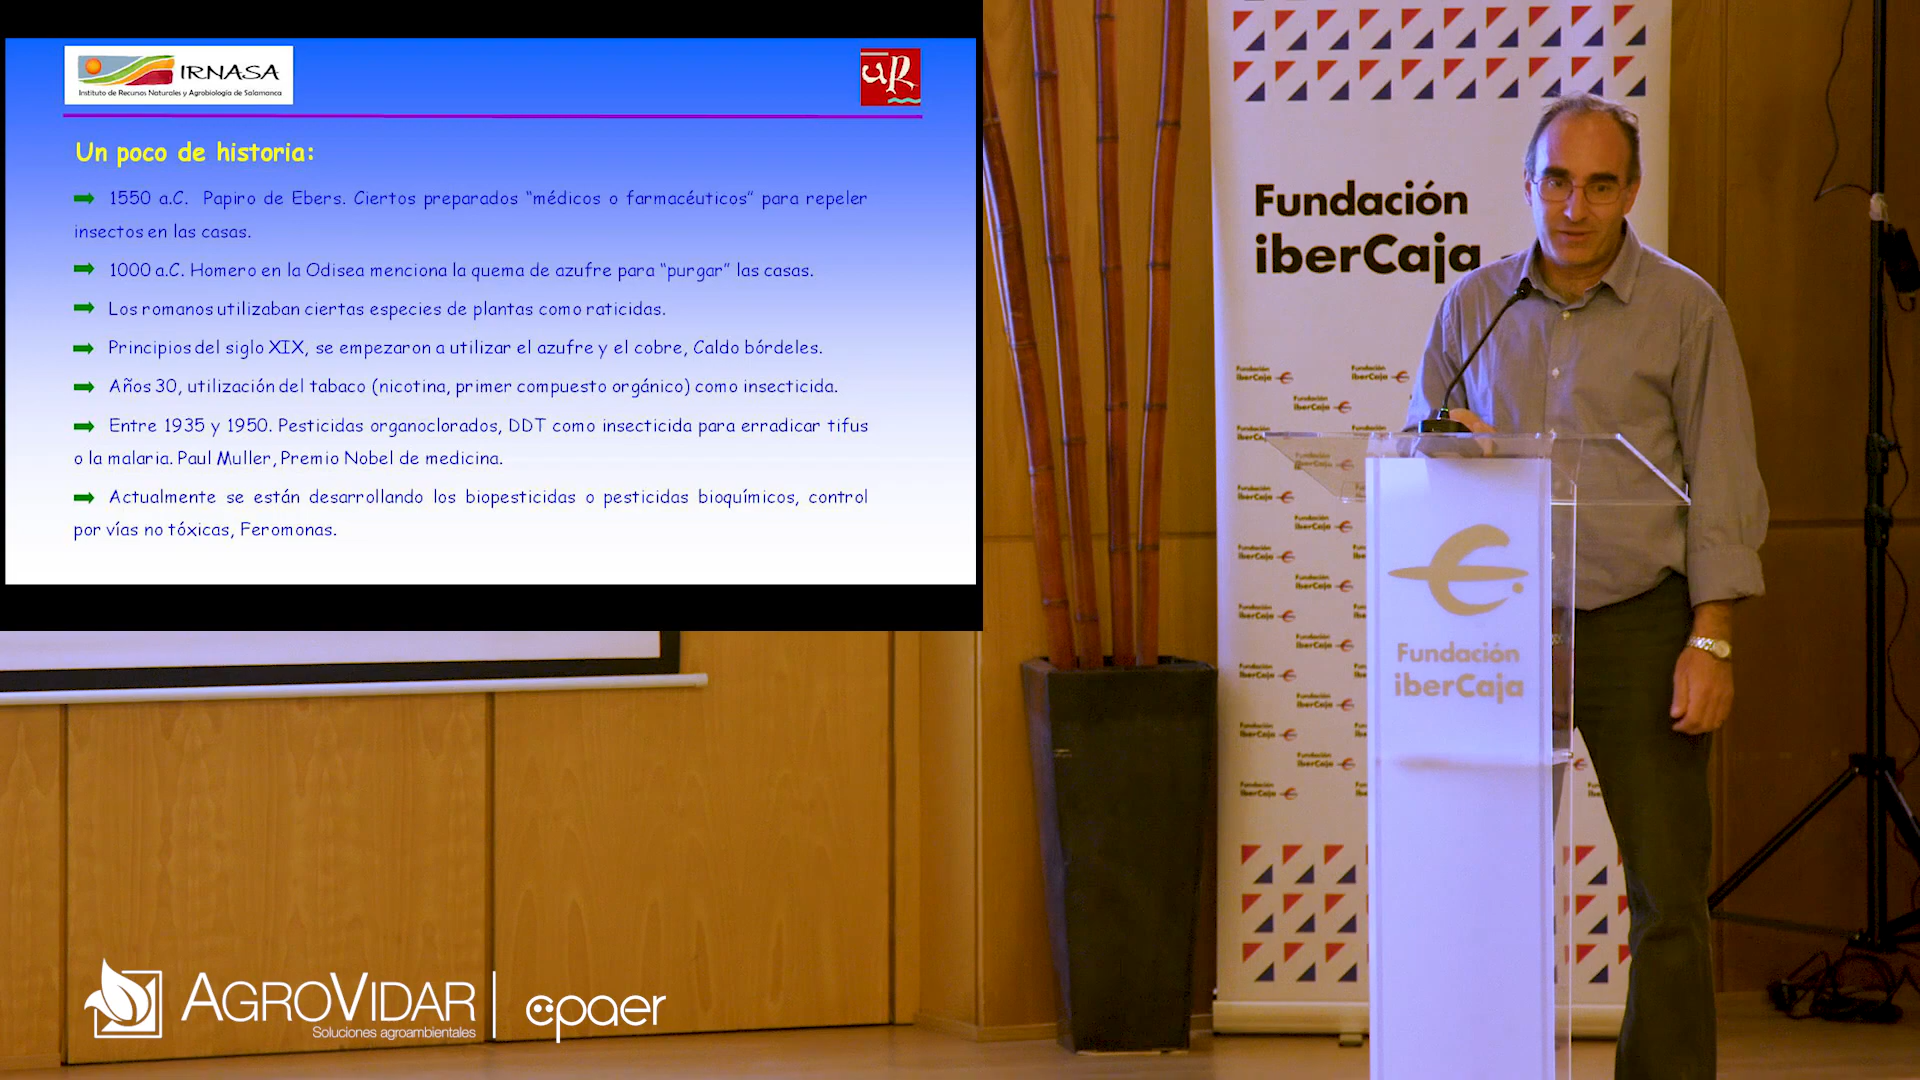 IRNASA
Instituto de Recursos Naturales y Agrobiología de Salamanca
uR
Un poco de historia:
1550 a.C. Papiro de Ebers. Ciertos preparados “médicos o farmacéuticos” para repeler
insectos en las casas.
1000 a.C. Homero en la Odisea menciona la quema de azufre para “purgar” las casas.
Los romanos utilizaban ciertas especies de plantas como raticidas.
Principios del siglo XIX, se empezaron a utilizar el azufre y el cobre, Caldo bórdeles.
Años 30, utilización del tabaco (nicotina, primer compuesto orgánico) como insecticida.
Entre 1935 y 1950. Pesticidas organoclorados, DDT como insecticida para erradicar tifus
o la malaria. Paul Muller, Premio Nobel de medicina.
Actualmente se están desarrollando los biopesticidas o pesticidas bioquímicos, control
por vías no tóxicas, Feromonas.
Fundación
iberCaja
Fundación
iberCaja
AGROVIDAR
Soluciones agroambientales
cpaer